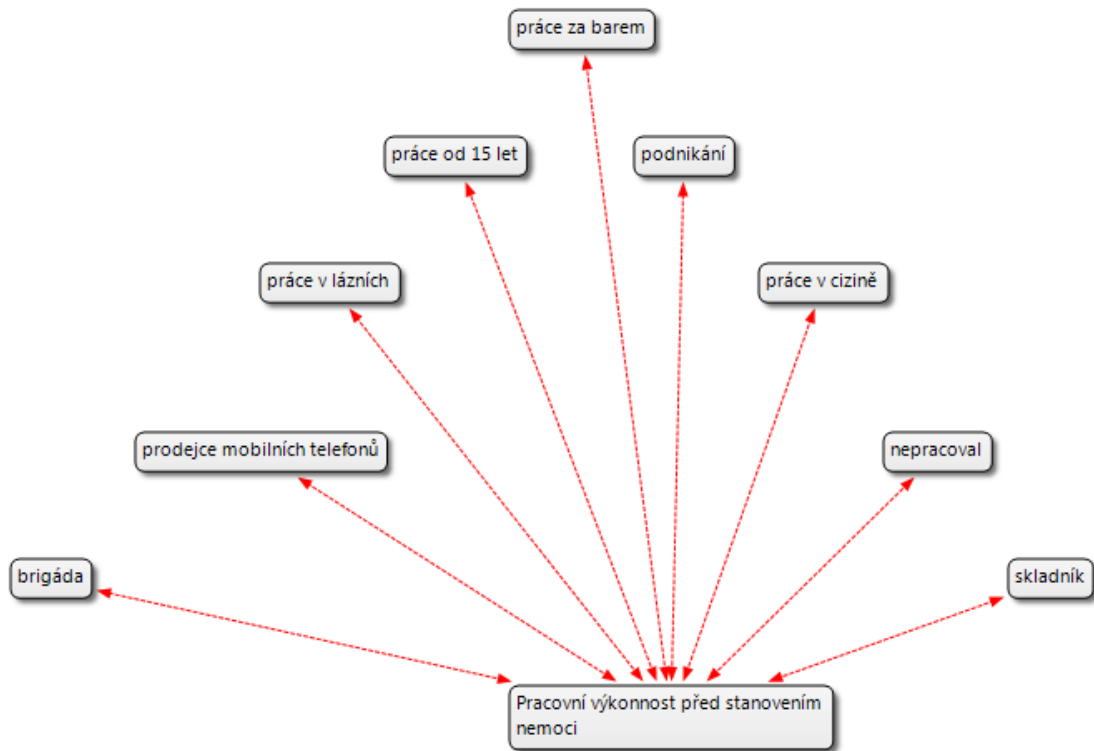 práce za barem
práce od 15 let
podnikání
práce v lázních
práce v cizině
prodejce mobilních telefonů
nepracoval
brigáda
skladník
Pracovní výkonnost před stanovením
nemoci